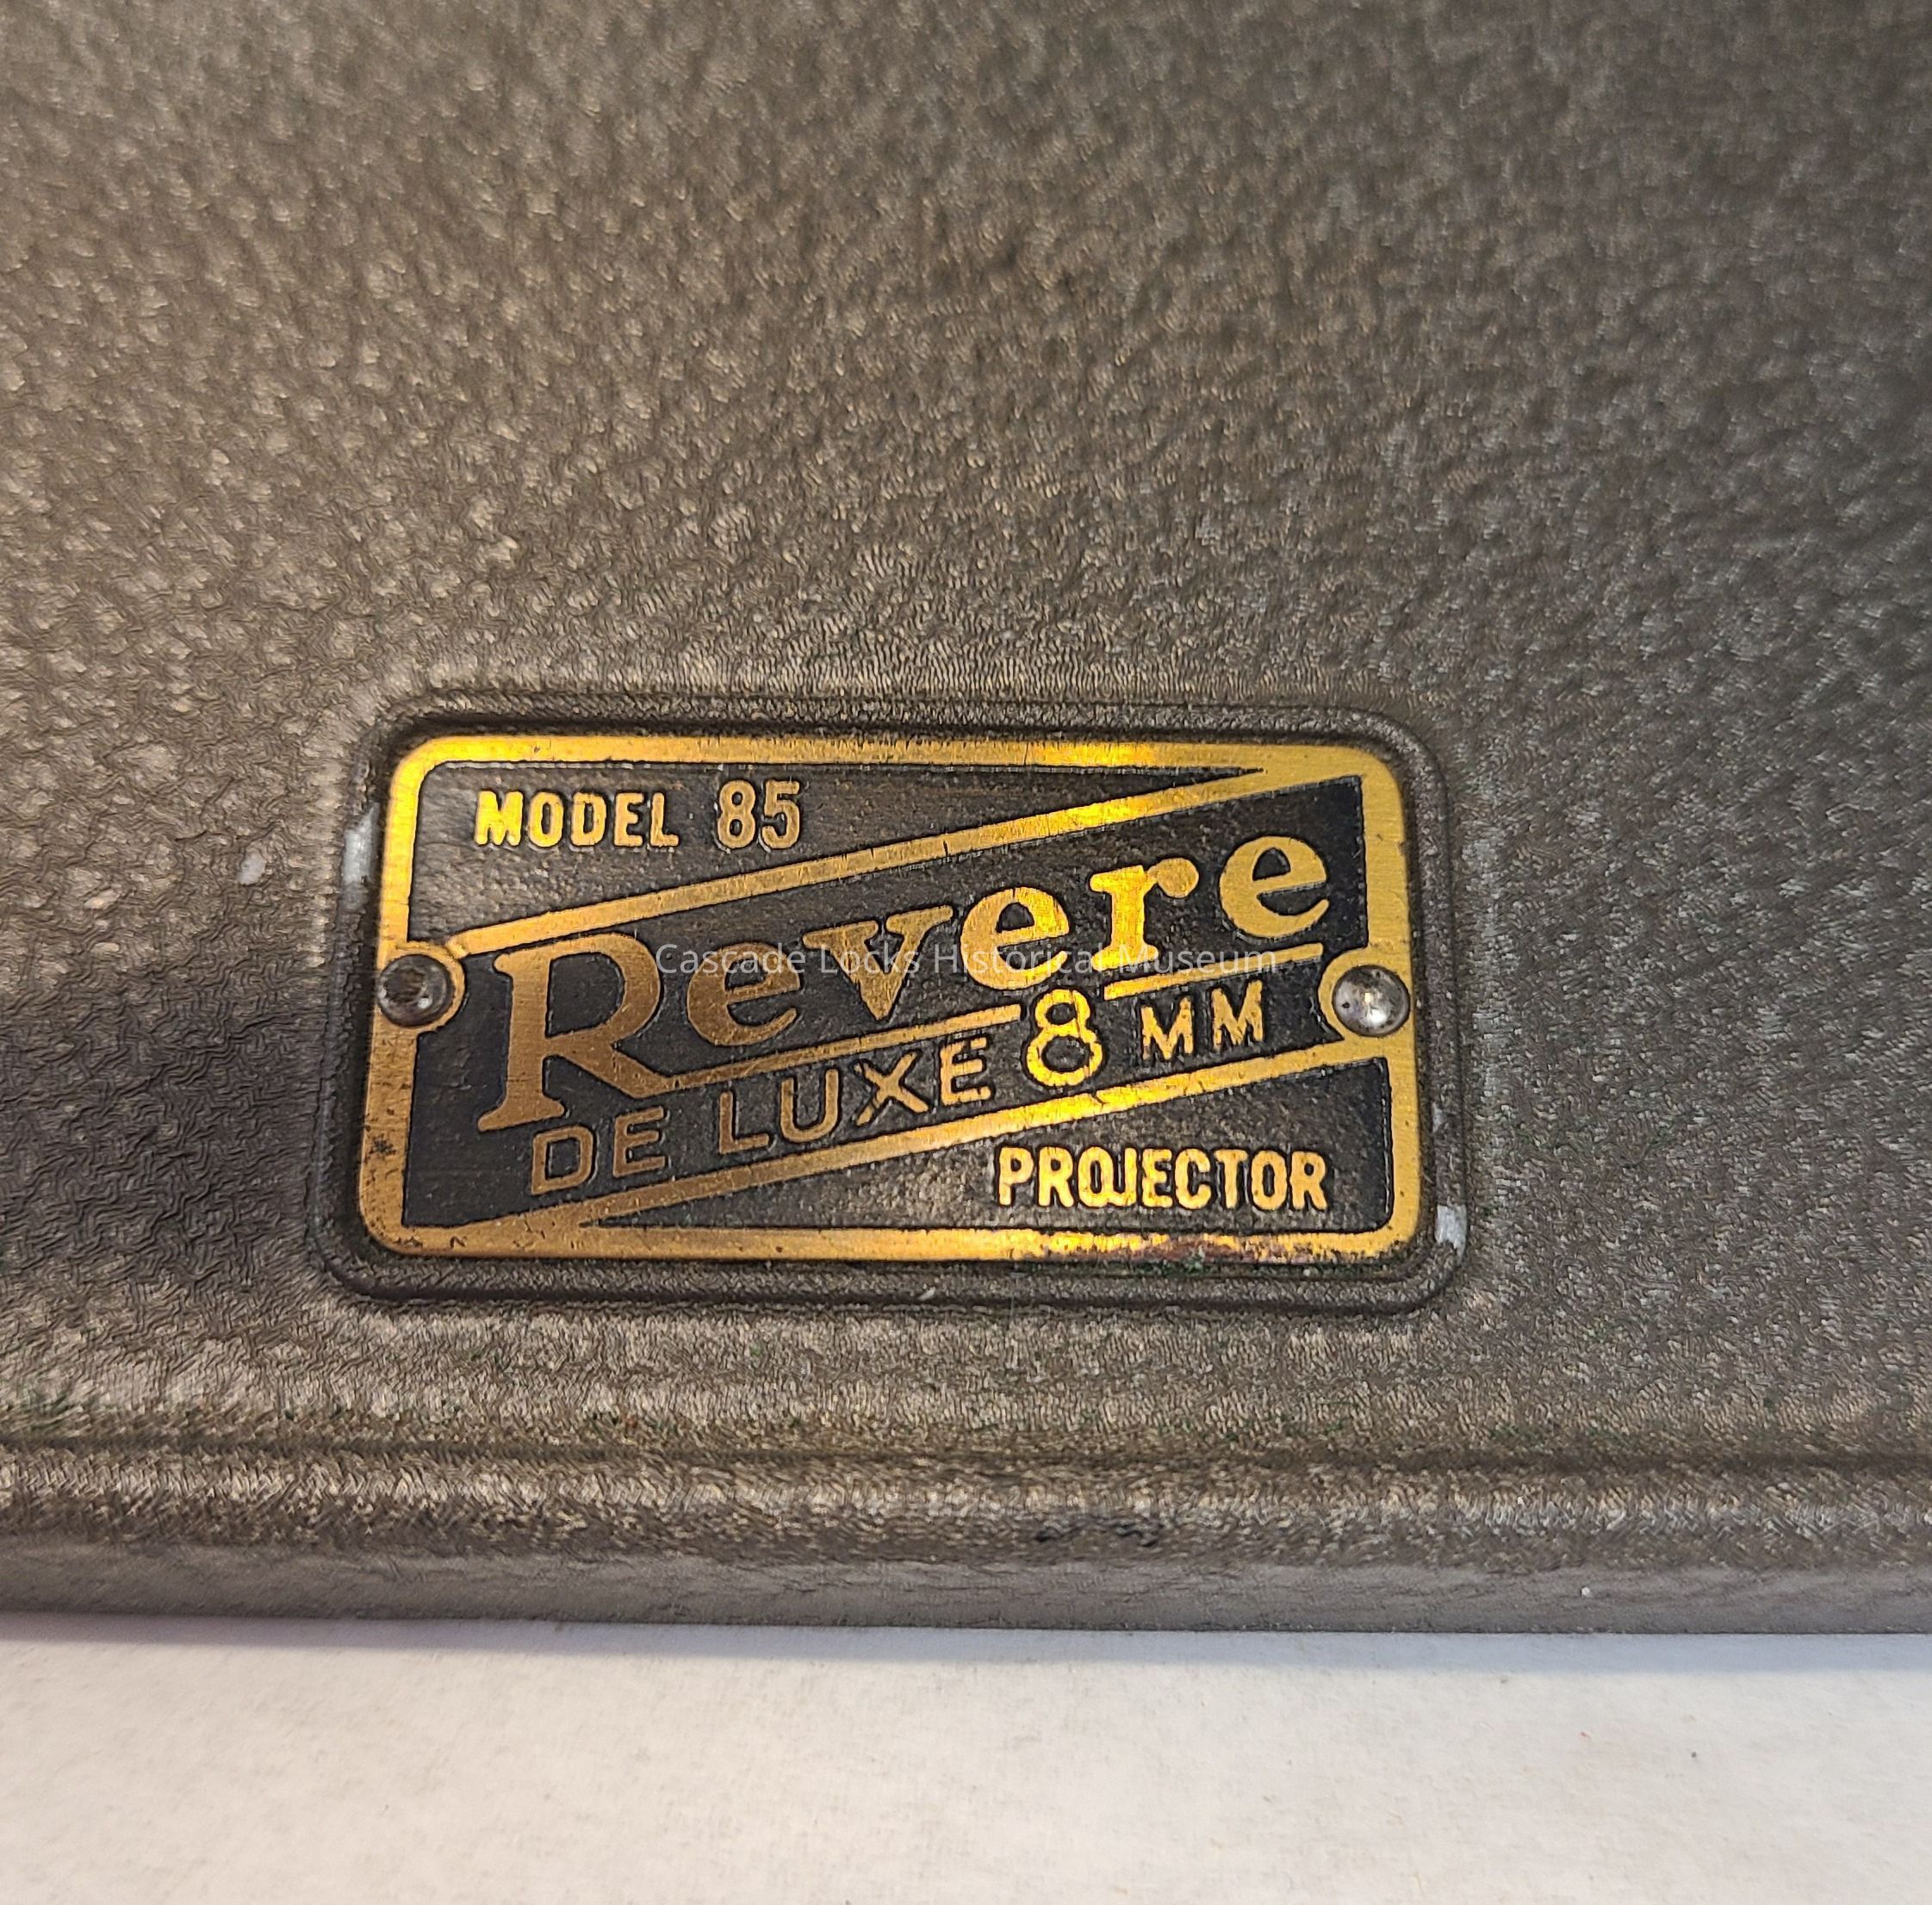 MODEL 85
Revere
DE LUXE 8 MM
PROJECTOR
Cascade Locks Historical Museum